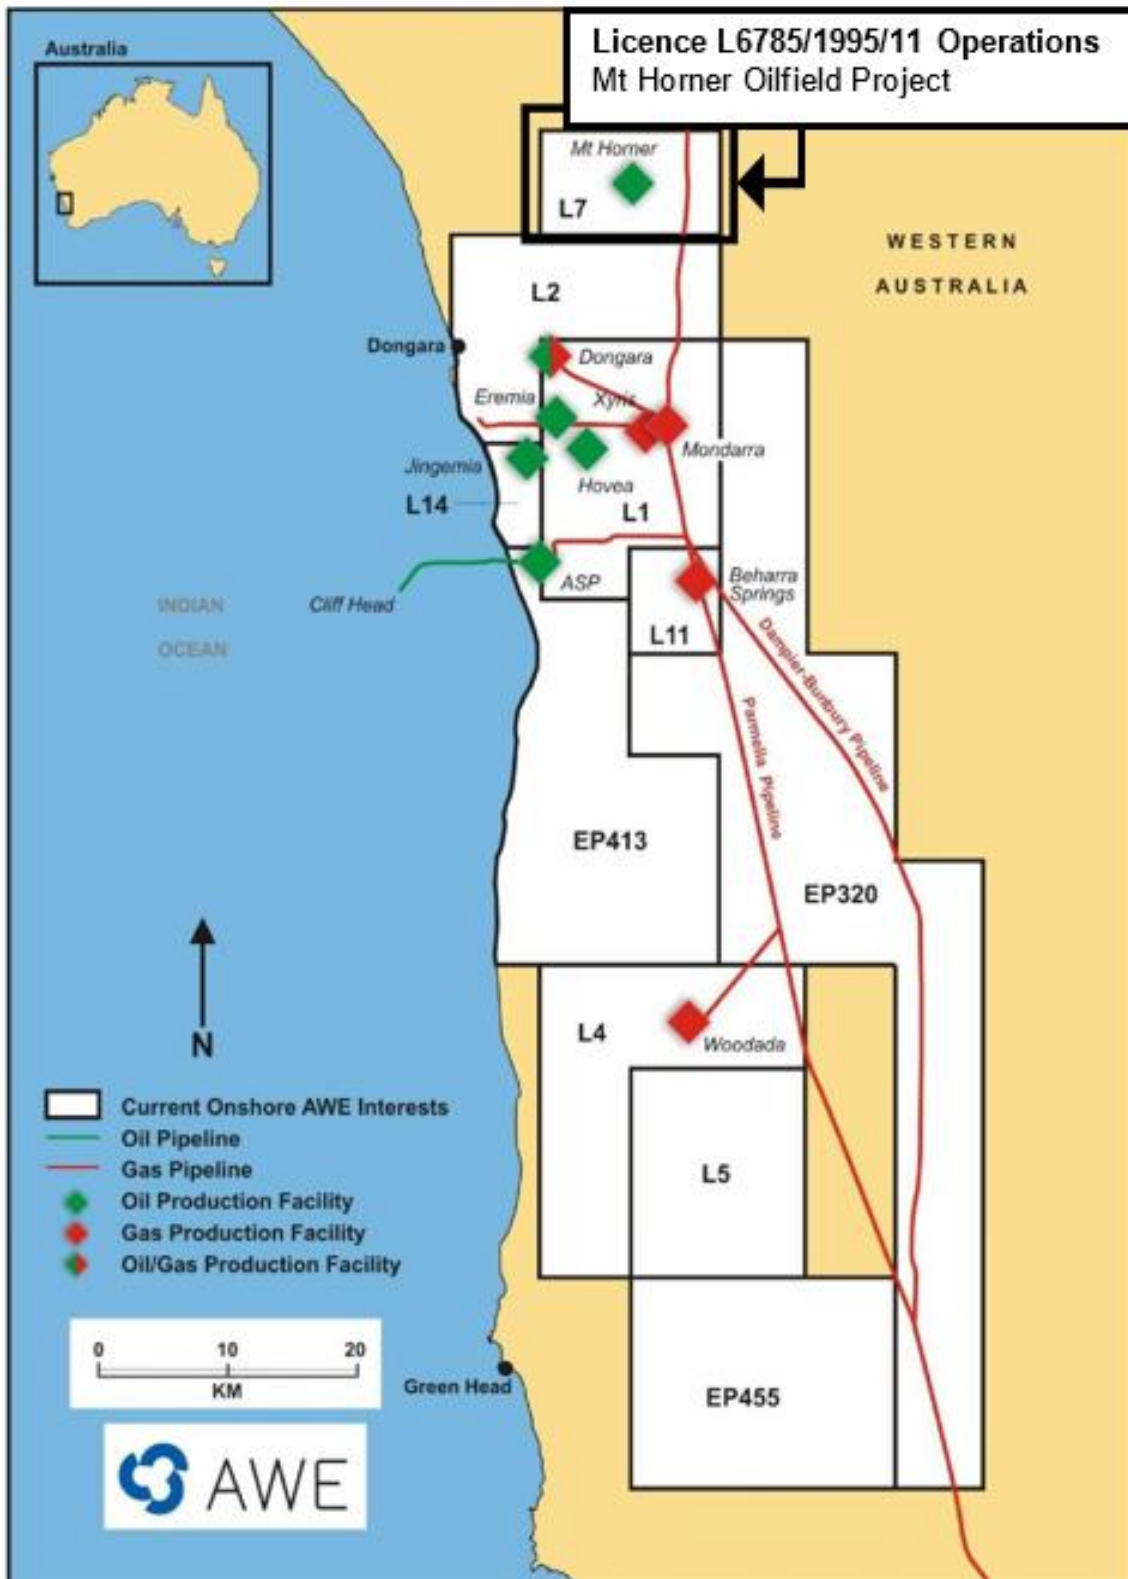 Licence L6785/1995/11 Operations
Mt Horner Oilfield Project
Australia
Mt Horner
L7
WESTERN
AUSTRALIA
L2
Dongara
Dongara
Eremia
Xyris
Mondarra
Jingemia
Hovea
L14
L1
ASP
Beharra
Springs
Cliff Head
INDIAN
OCEAN
L11
Dampier-Bunbury Pipeline
Parmelia Pipeline
EP413
EP320
N
L4
Woodada
Current Onshore AWE Interests
Oil Pipeline
Gas Pipeline
Oil Production Facility
Gas Production Facility
Oil/Gas Production Facility
L5
0 10 20
KM
Green Head
EP455
AWE